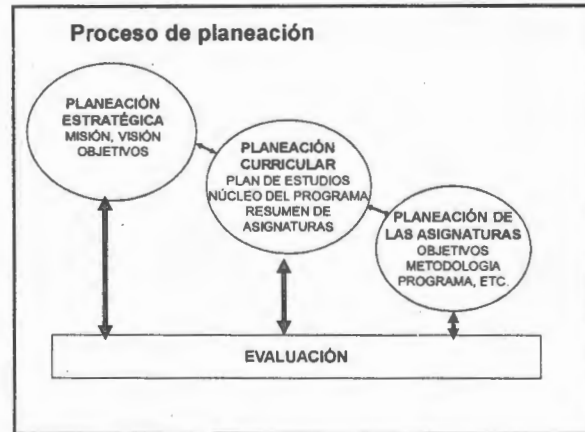 Proceso de planeación
PLANEACIÓN
ESTRATÉGICA
MISIÓN, VISIÓN
OBJETIVOS
PLANEACIÓN
CURRICULAR
PLAN DE ESTUDIOS
NÚCLEO DEL PROGRAMA
RESUMEN DE
ASIGNATURAS
PLANEACIÓN DE
LAS ASIGNATURAS
OBJETIVOS
METODOLOGIA
PROGRAMA, ETC.
EVALUACIÓN